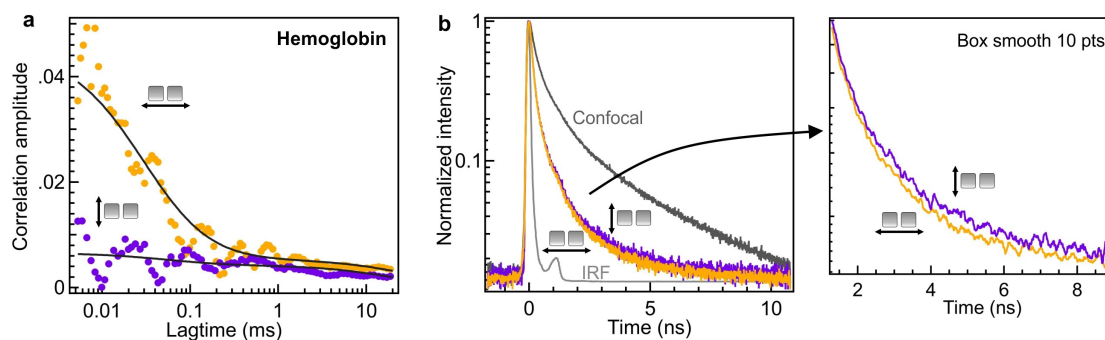 a
Hemoglobin
Correlation amplitude
.04
.02
0
0.01
0.1
1
10
Lagtime (ms)
b
Normalized intensity
1
0.1
Confocal
IRF
0
5
10
Time (ns)
Box smooth 10 pts
2
4
6
8
Time (ns)